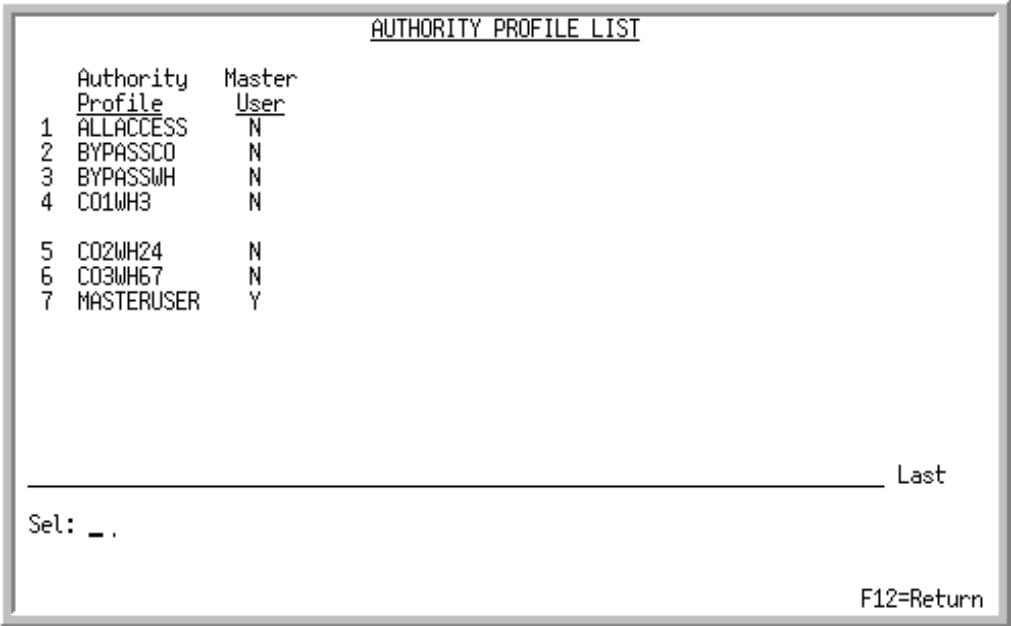 AUTHORITY PROFILE LIST
Authority Master
Profile User
1 ALLACCESS N
2 BYPASSCO N
3 BYPASSWH N
4 CO1WH3 N
5 CO2WH24 N
6 CO3WH67 N
7 MASTERUSER Y
Last
Sel:
F12=Return